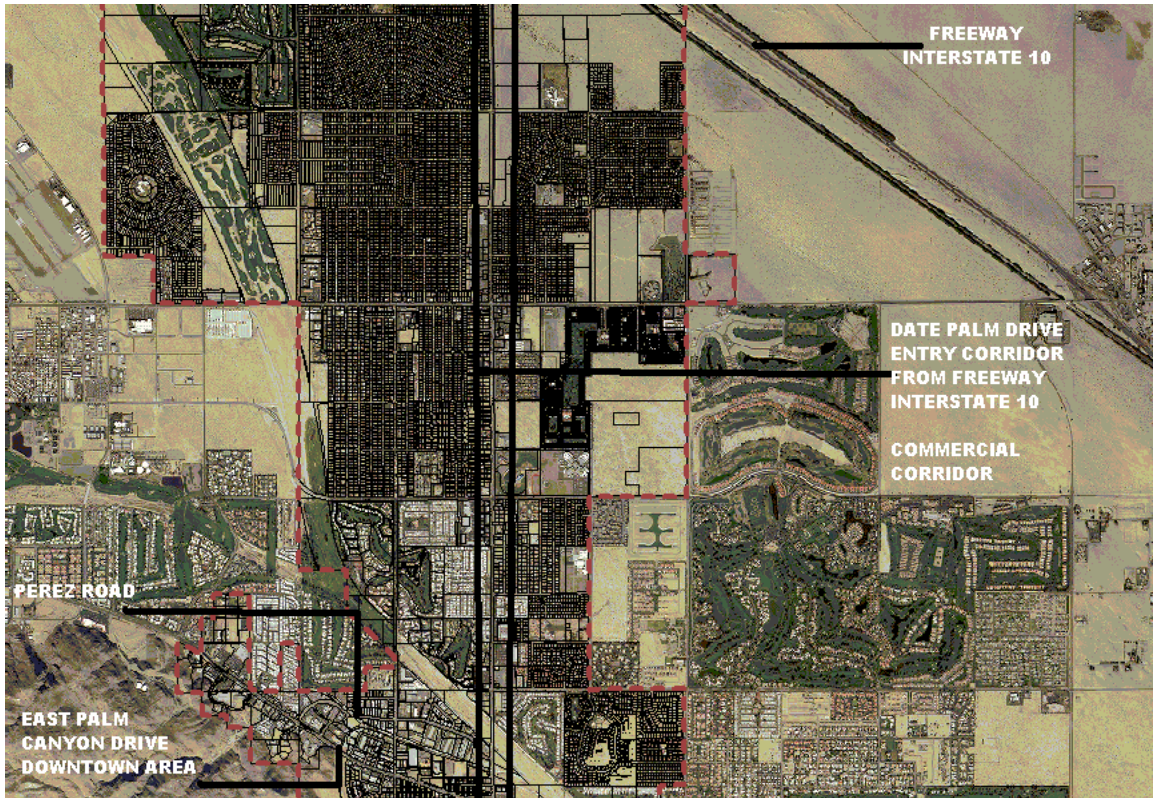 FREEWAY
INTERSTATE 10
DATE PALM DRIVE
ENTRY CORRIDOR
FROM FREEWAY
INTERSTATE 10
COMMERCIAL
CORRIDOR
PEREZ ROAD
EAST PALM
CANYON DRIVE
DOWNTOWN AREA